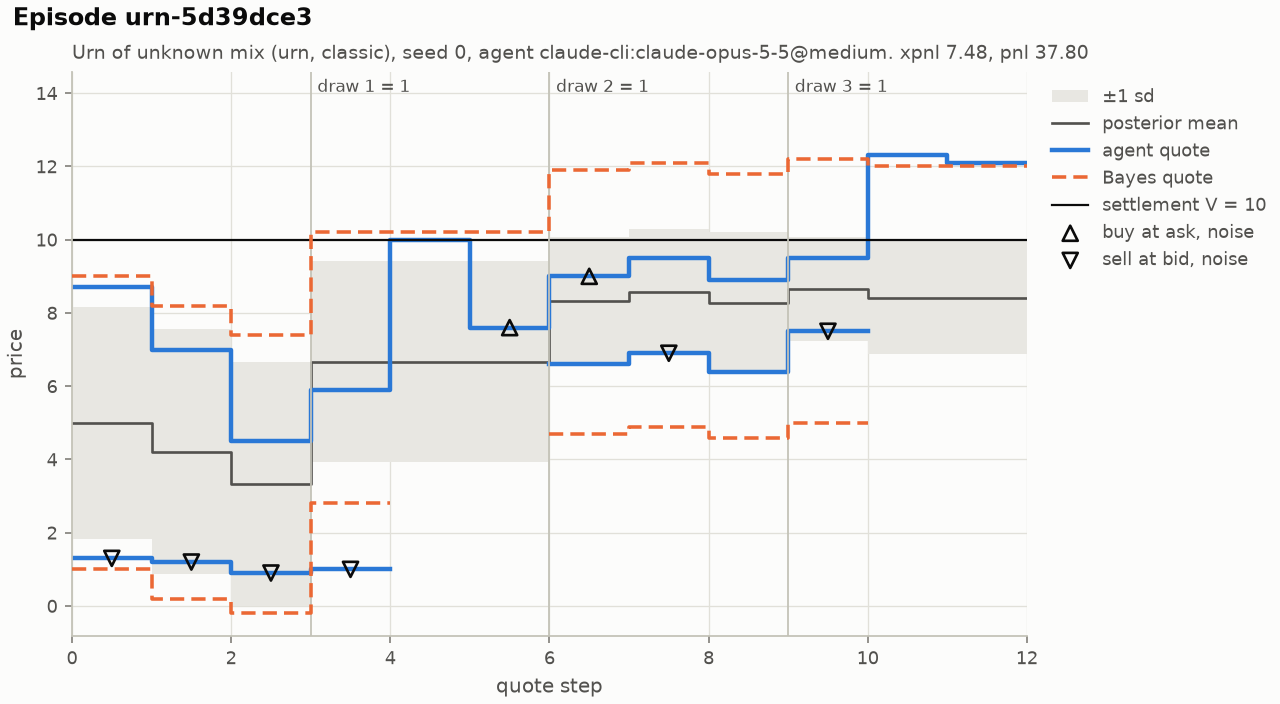 Episode urn-5d39dce3
Urn of unknown mix (urn, classic), seed 0, agent claude-cli:claude-opus-5-5@medium. xpnl 7.48, pnl 37.80
draw 1 = 1
draw 2 = 1
draw 3 = 1
±1 sd
posterior mean
agent quote
Bayes quote
settlement V = 10
buy at ask, noise
sell at bid, noise
price
14
12
10
8
6
4
2
0
0
2
4
6
8
10
12
quote step